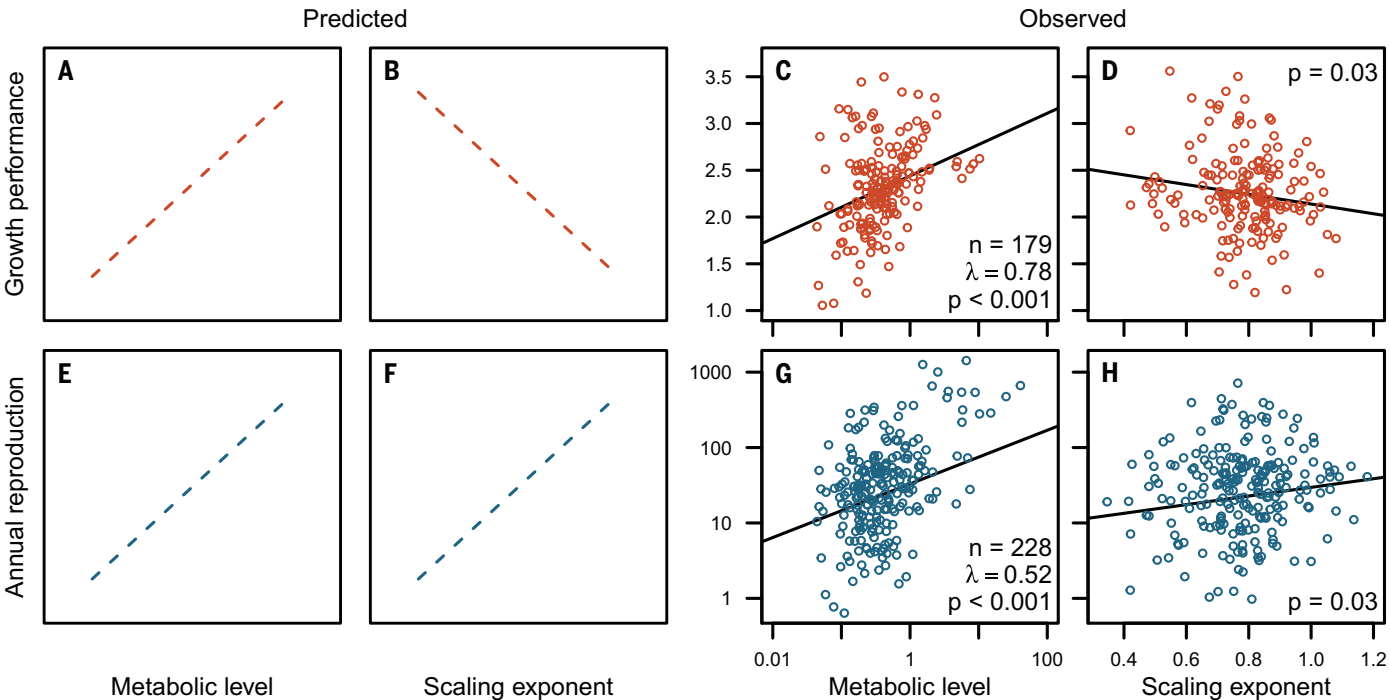 Predicted
Observed
Growth performance
A
B
C
3.5
3.0
2.5
2.0
1.5
1.0
n = 179
λ = 0.78
p < 0.001
D
p = 0.03
Annual reproduction
E
F
G
1000
100
10
1
n = 228
λ = 0.52
p < 0.001
H
p = 0.03
0.01 1 100
0.4 0.6 0.8 1.0 1.2
Metabolic level
Scaling exponent
Metabolic level
Scaling exponent